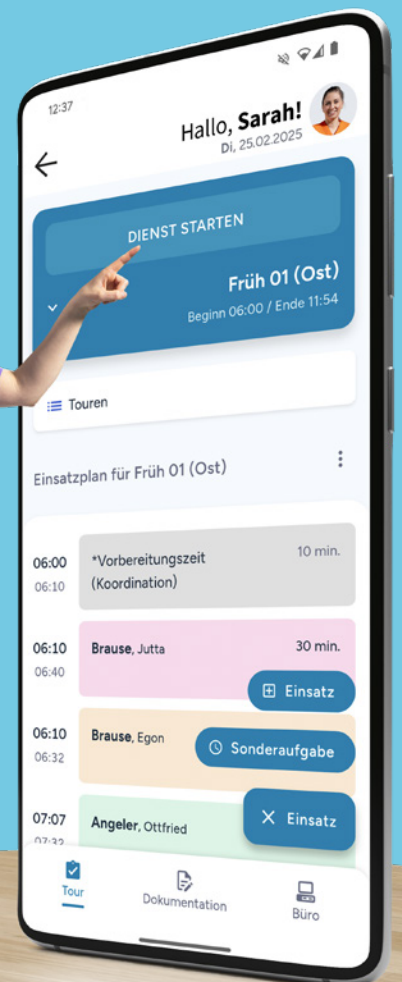 12:37
Hallo, Sarah!
Di, 25.02.2025
DIENST STARTEN
Früh 01 (Ost)
Beginn 06:00 / Ende 11:54
Touren
Einsatzplan für Früh 01 (Ost)
06:00 *Vorbereitungszeit 10 min.
06:10 (Koordination)
06:10 Brause, Jutta 30 min.
06:40
Einsatz
06:10 Brause, Egon
Sonderaufgabe
06:32
07:07 Angeler, Ottfried
Einsatz
07:32
Tour
Dokumentation
Büro